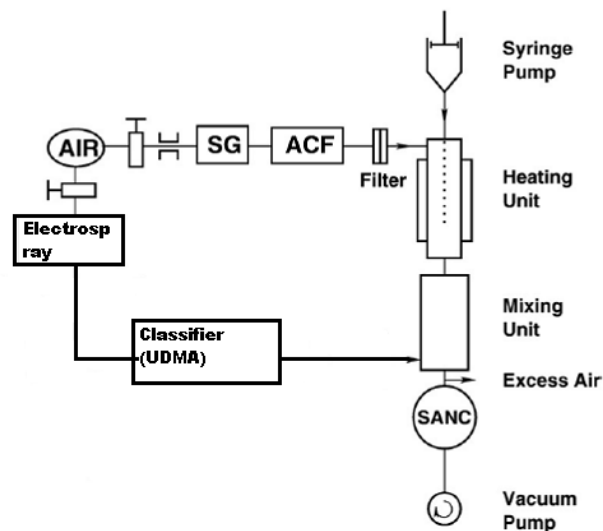 Syringe
Pump
AIR
SG
ACF
Filter
Heating
Unit
Electrosp
ray
Classifier
(UDMA)
Mixing
Unit
Excess Air
SANC
Vacuum
Pump